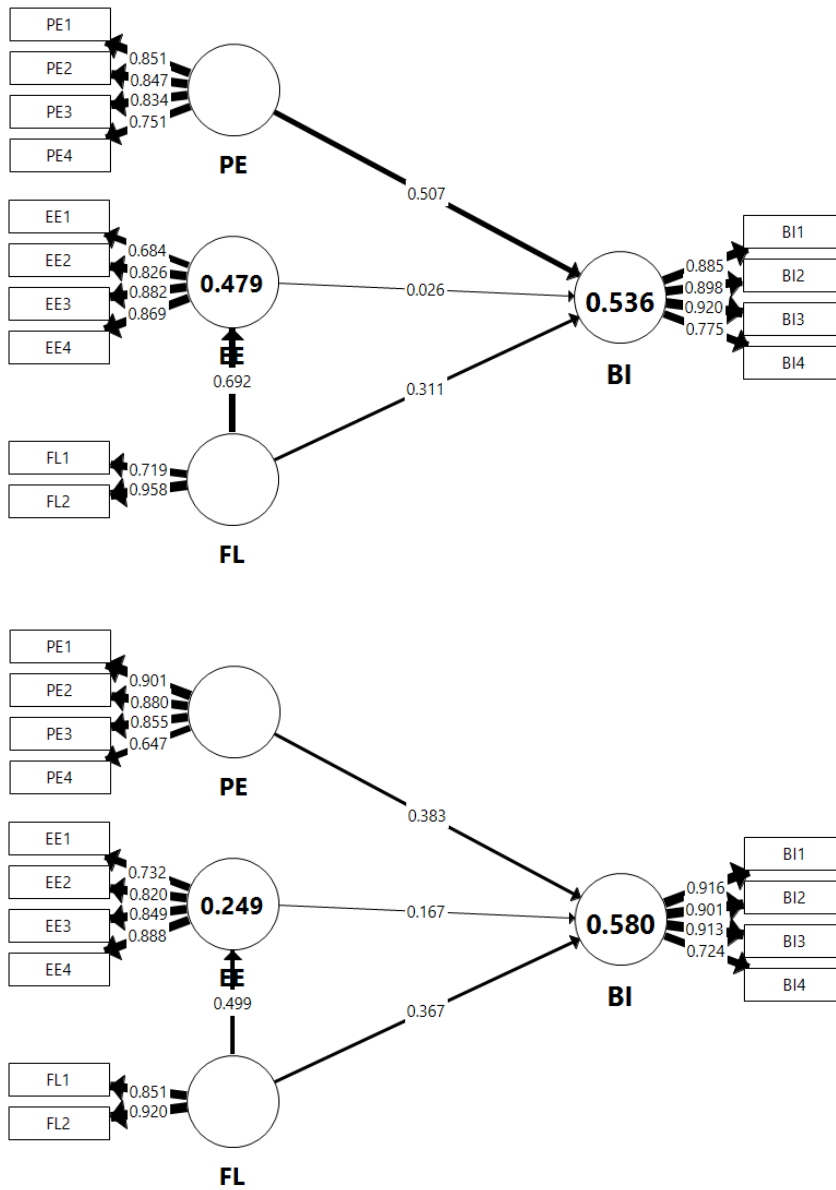 PE1
0.851
PE2
0.847
PE3
0.834
PE4
0.751
PE
0.507
EE1
0.684
EE2
0.826
EE3
0.882
EE4
0.869
0.479
EE
0.026
0.692
0.311
0.536
BI
0.885
BI1
0.898
BI2
0.920
BI3
0.775
BI4
FL1
0.719
FL2
0.958
FL
PE1
0.901
PE2
0.880
PE3
0.855
PE4
0.647
PE
0.383
EE1
0.732
EE2
0.820
EE3
0.849
EE4
0.888
0.249
EE
0.167
0.499
0.367
0.580
BI
0.916
BI1
0.901
BI2
0.913
BI3
0.724
BI4
FL1
0.851
FL2
0.920
FL